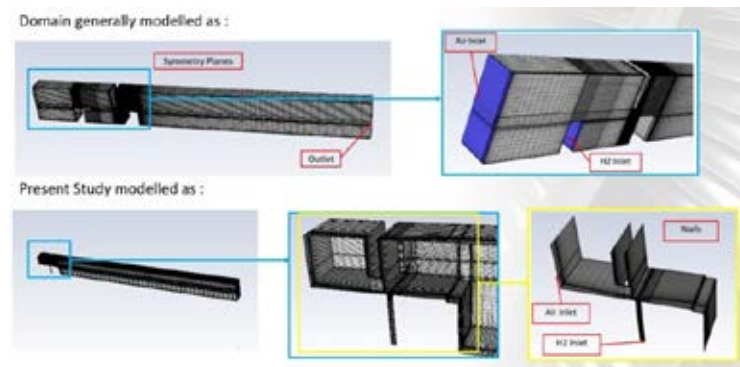 Domain generally modelled as :
Symmetry Planes
Outlet
Air Inlet
H2 Inlet
Present Study modelled as :
Walls
Air Inlet
H2 Inlet